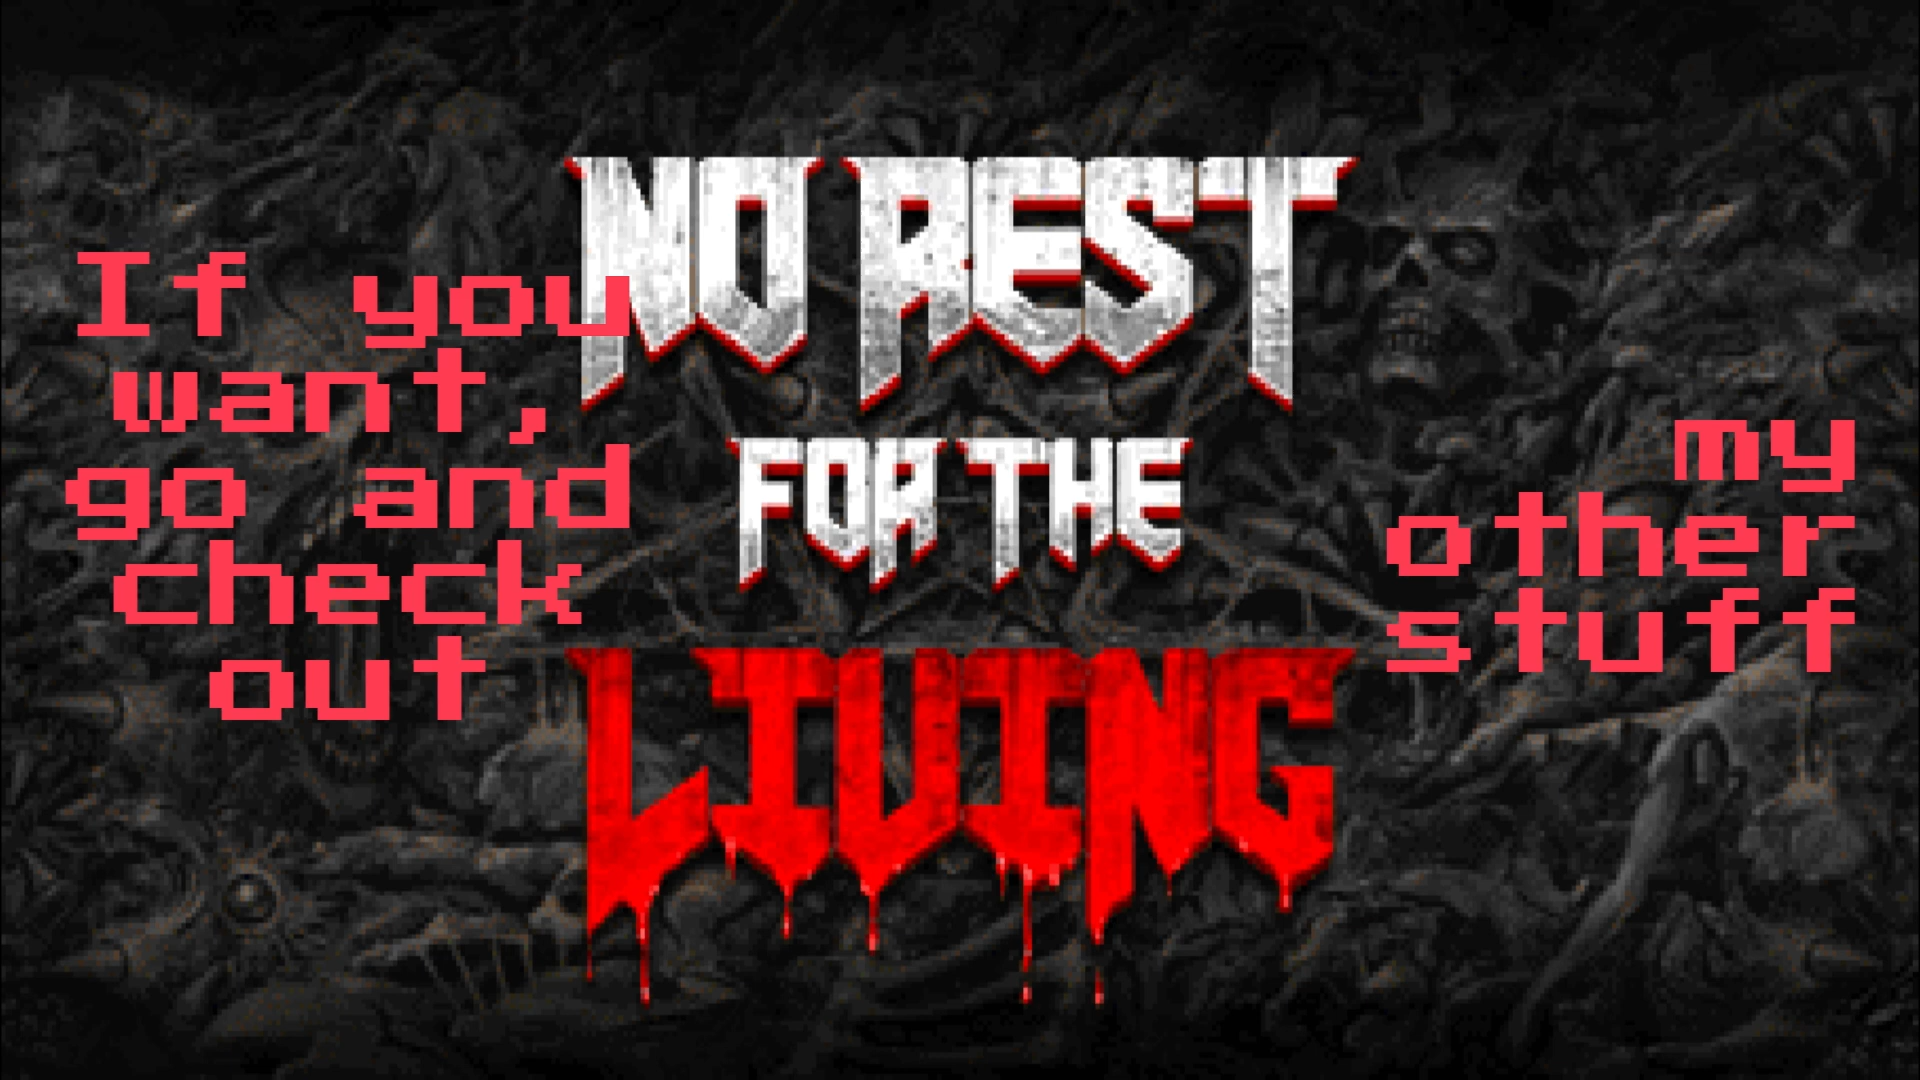 If you
want,
go and
check
out
NO REST
FOR THE
LIVING
my
other
stuff